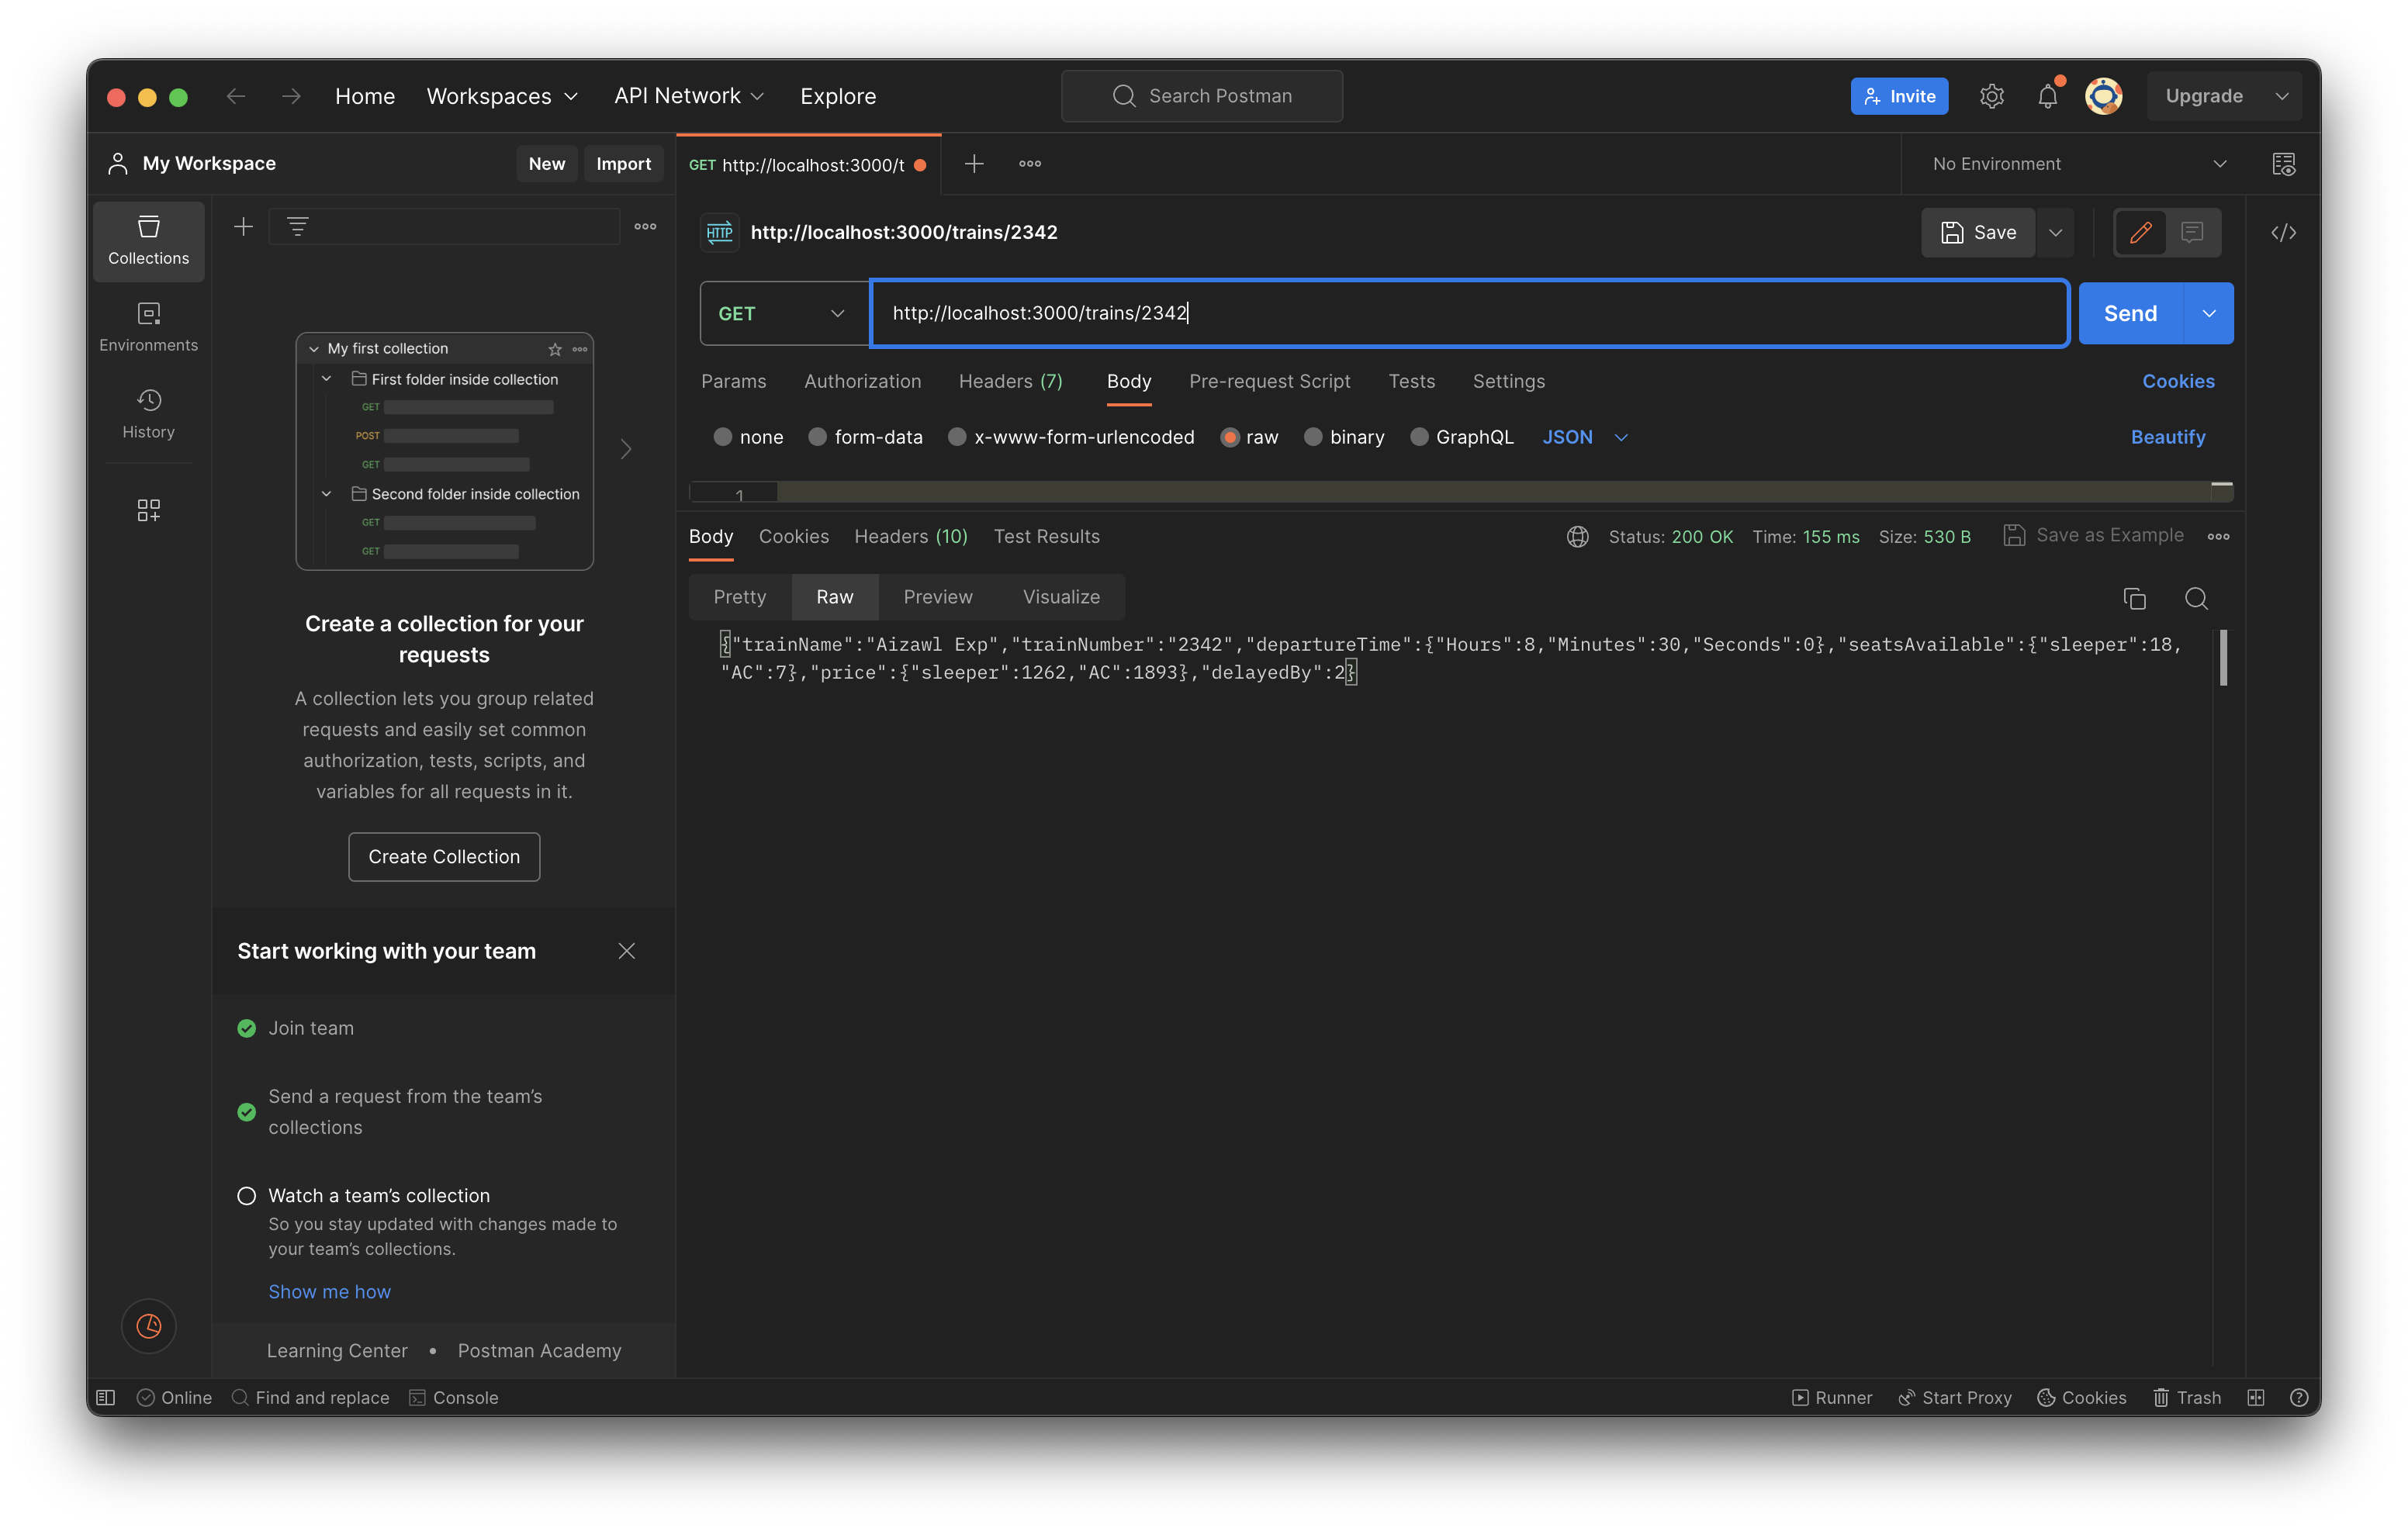 Home Workspaces API Network Explore Search Postman Invite Upgrade
My Workspace New Import
GET http://localhost:3000/t No Environment
Collections
Environments
History
HTTP http://localhost:3000/trains/2342 Save
GET http://localhost:3000/trains/2342 Send
Params Authorization Headers (7) Body Pre-request Script Tests Settings Cookies
none form-data x-www-form-urlencoded raw binary GraphQL JSON Beautify
1
My first collection
First folder inside collection
GET
POST
GET
Second folder inside collection
GET
GET
Create a collection for your
requests
A collection lets you group related
requests and easily set common
authorization, tests, scripts, and
variables for all requests in it.
Create Collection
Start working with your team
Join team
Send a request from the team’s
collections
Watch a team’s collection
So you stay updated with changes made to
your team’s collections.
Show me how
Learning Center • Postman Academy
Body Cookies Headers (10) Test Results Status: 200 OK Time: 155 ms Size: 530 B Save as Example
Pretty Raw Preview Visualize
{"trainName":"Aizawl Exp","trainNumber":"2342","departureTime":{"Hours":8,"Minutes":30,"Seconds":0},"seatsAvailable":{"sleeper":18,
"AC":7},"price":{"sleeper":1262,"AC":1893},"delayedBy":2}
Online Find and replace Console Runner Start Proxy Cookies Trash